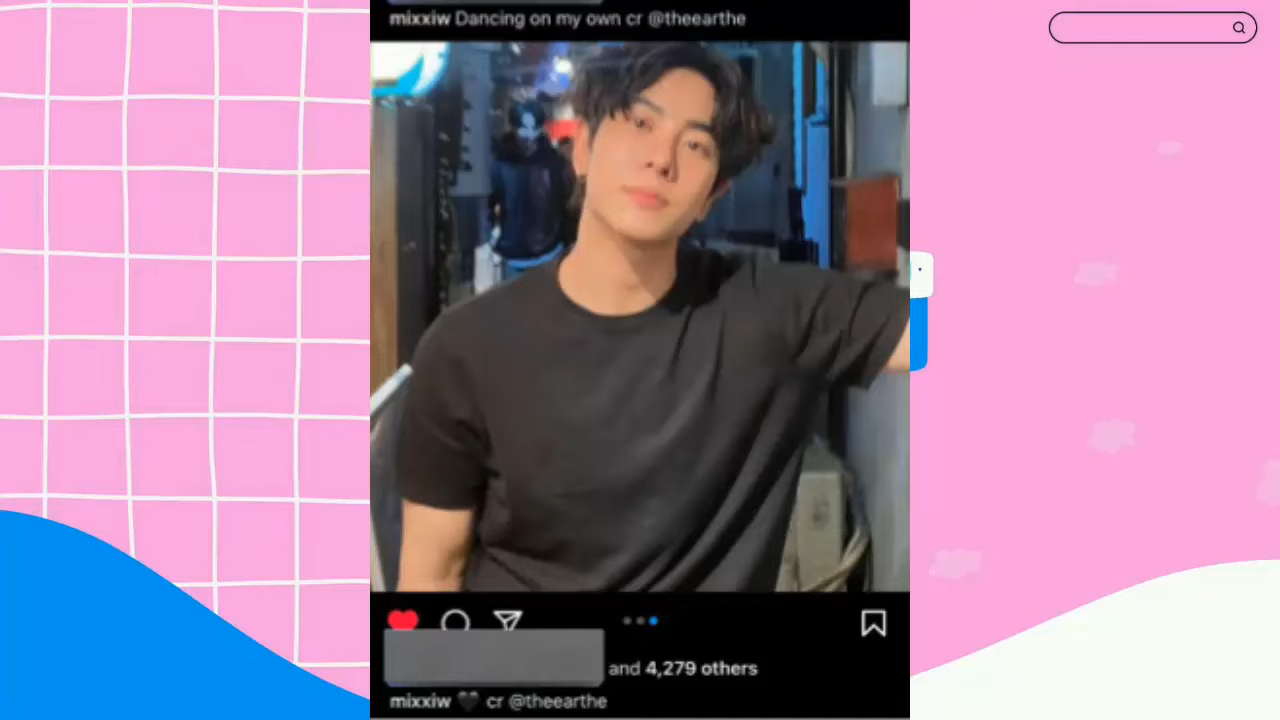 mixxiw Dancing on my own cr @theearthe
and 4,279 others
mixxiw 🖤 cr @theearthe